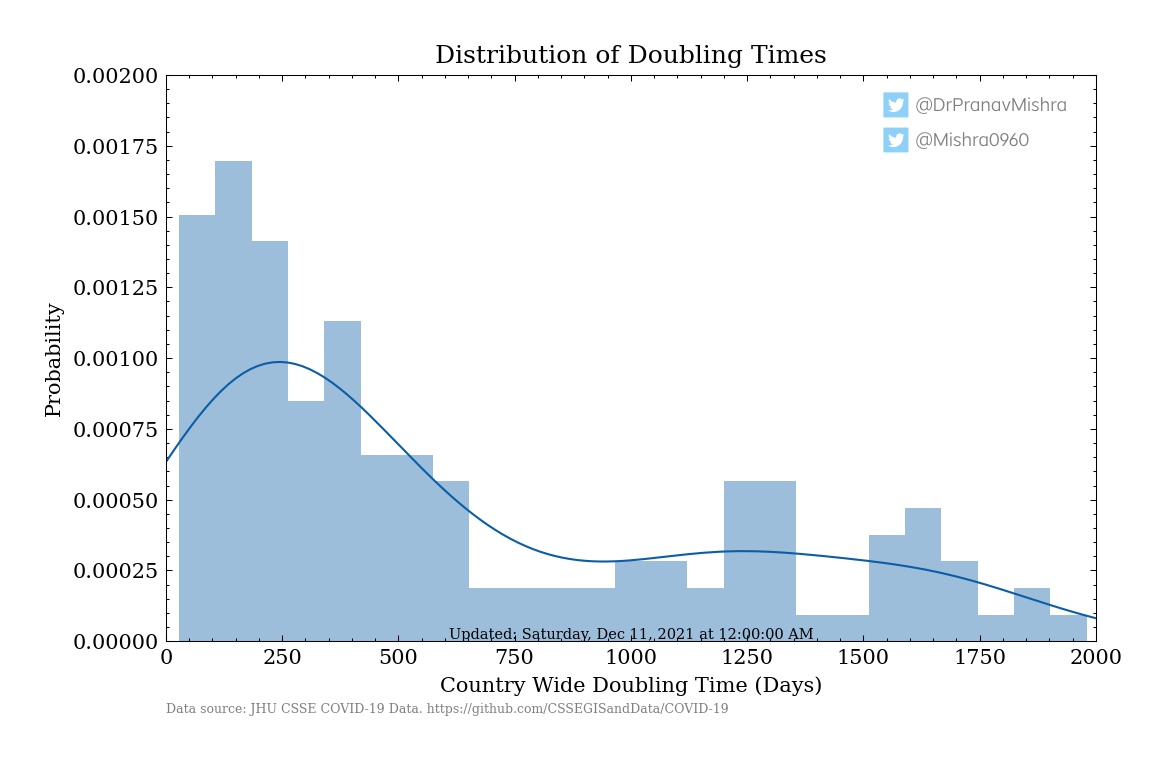 Distribution of Doubling Times
0.00200
0.00175
0.00150
0.00125
0.00100
0.00075
0.00050
0.00025
0.00000
Probability
@DrPranavMishra
@Mishra0960
Updated: Saturday, Dec 11, 2021 at 12:00:00 AM
0 250 500 750 1000 1250 1500 1750 2000
Country Wide Doubling Time (Days)
Data source: JHU CSSE COVID-19 Data. https://github.com/CSSEGISandData/COVID-19